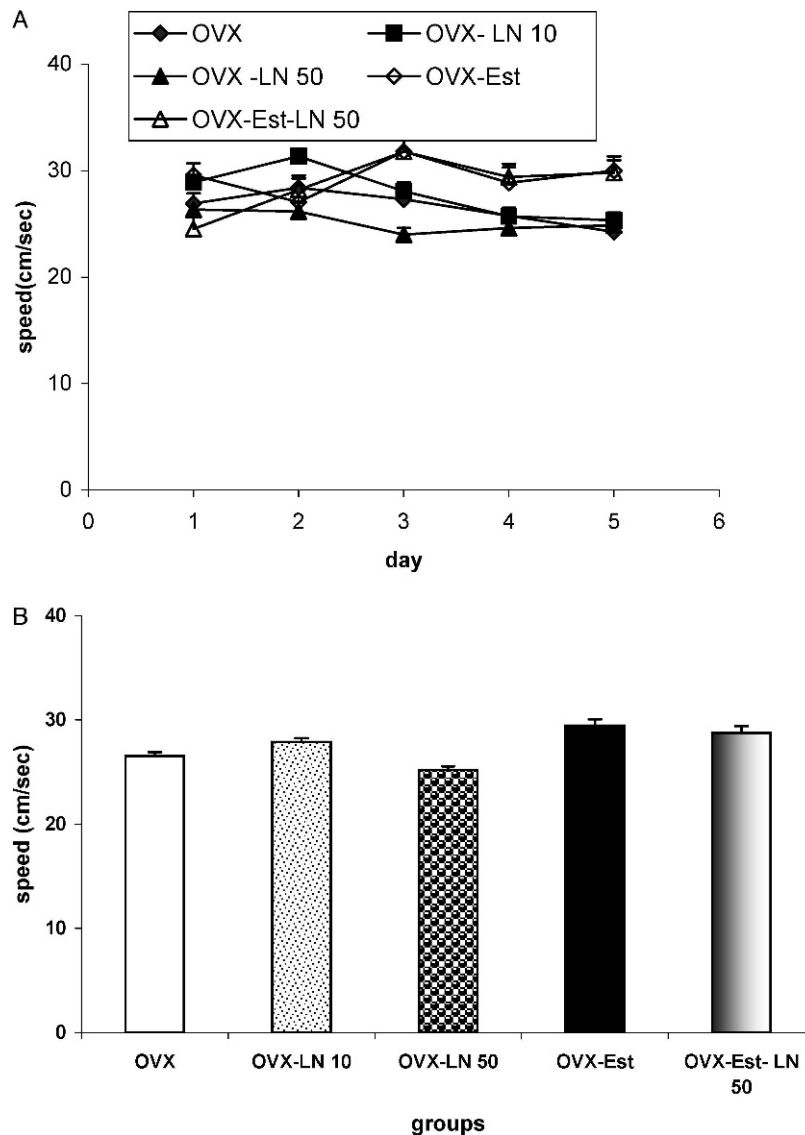 A
OVX
OVX- LN 10
OVX -LN 50
OVX-Est
OVX-Est-LN 50
40
30
20
10
0
speed(cm/sec)
0 1 2 3 4 5 6
day
B
40
30
20
10
0
speed (cm/sec)
OVX OVX-LN 10 OVX-LN 50 OVX-Est OVX-Est- LN
50
groups